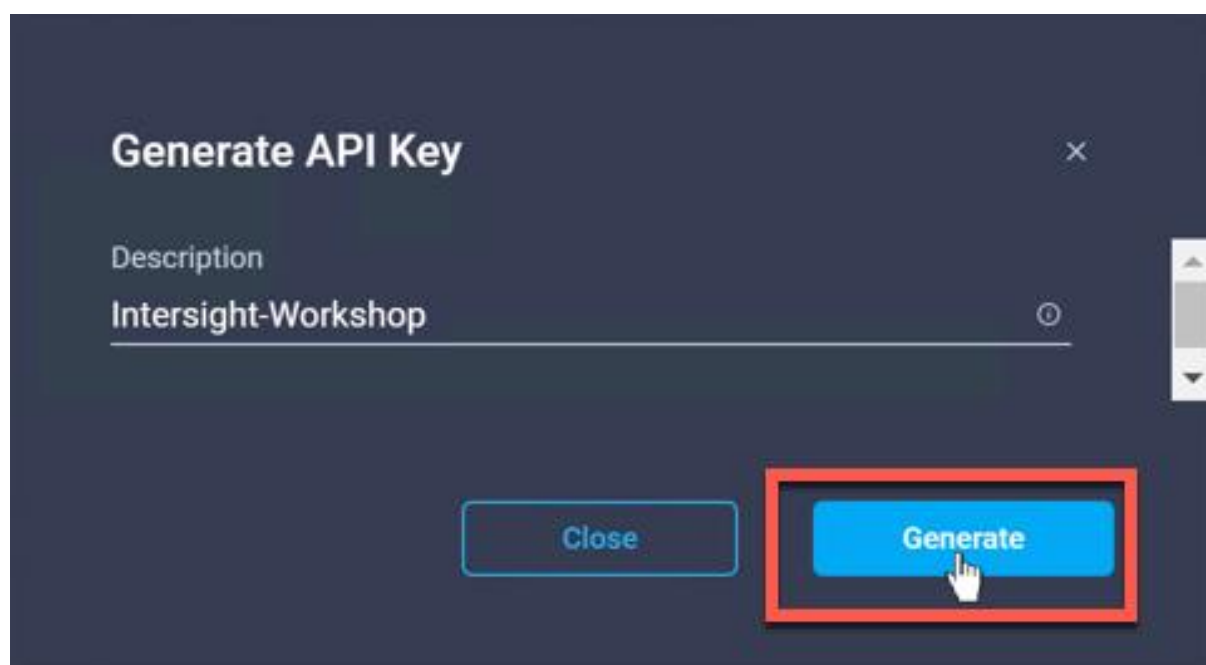 Generate API Key
Description
Intersight-Workshop
Close
Generate